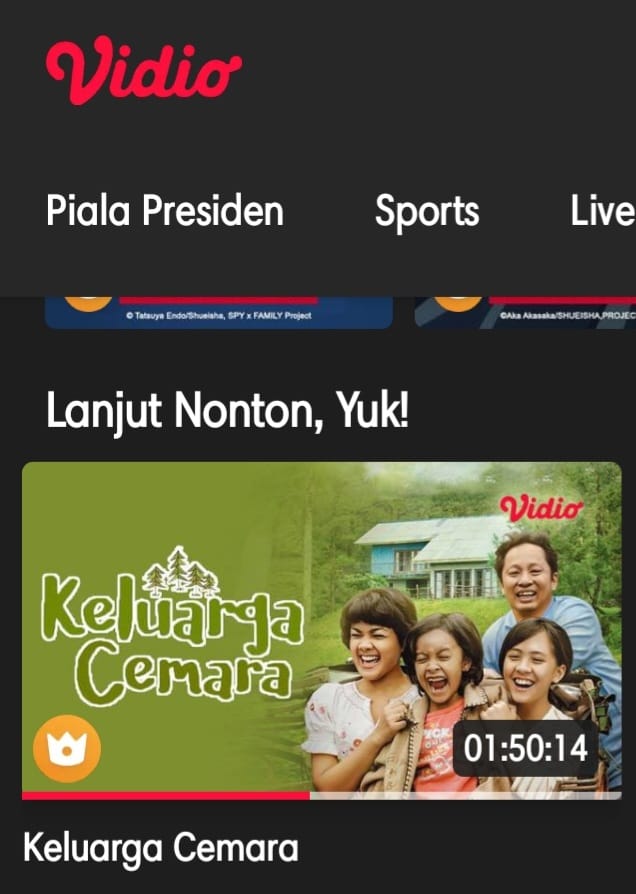 Vidio
Piala Presiden Sports Live
© Tatsuya Endo/Shueisha, SPY x FAMILY Project
©Aka Akasaka/SHUEISHA,PROJEC
Lanjut Nonton, Yuk!
Vidio
Keluarga
Cemara
01:50:14
Keluarga Cemara